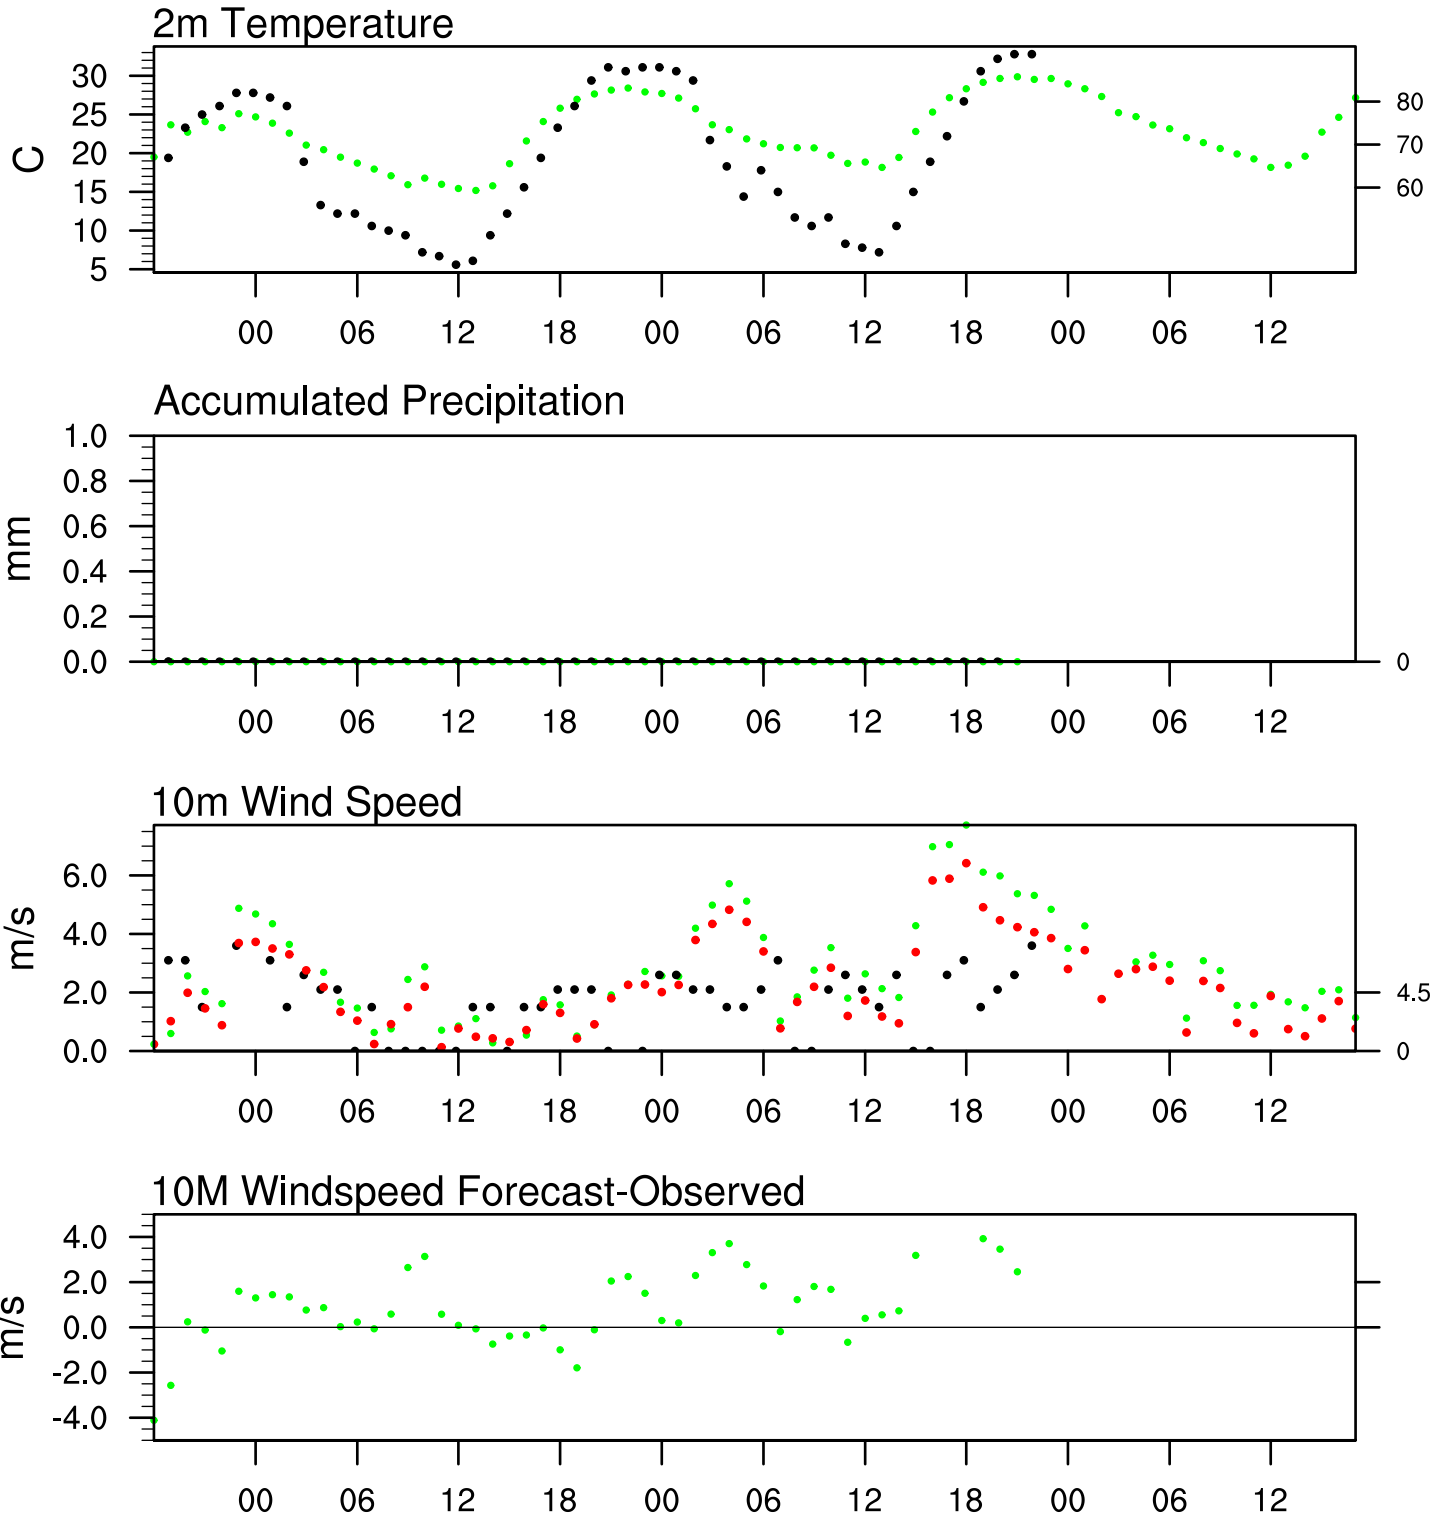 2m Temperature
30
25
20
15
10
5
C
80
70
60
00 06 12 18 00 06 12 18 00 06 12
Accumulated Precipitation
1.0
0.8
0.6
0.4
0.2
0.0
mm
0
00 06 12 18 00 06 12 18 00 06 12
10m Wind Speed
6.0
4.0
2.0
0.0
m/s
4.5
0
00 06 12 18 00 06 12 18 00 06 12
10M Windspeed Forecast-Observed
4.0
2.0
0.0
-2.0
-4.0
m/s
00 06 12 18 00 06 12 18 00 06 12